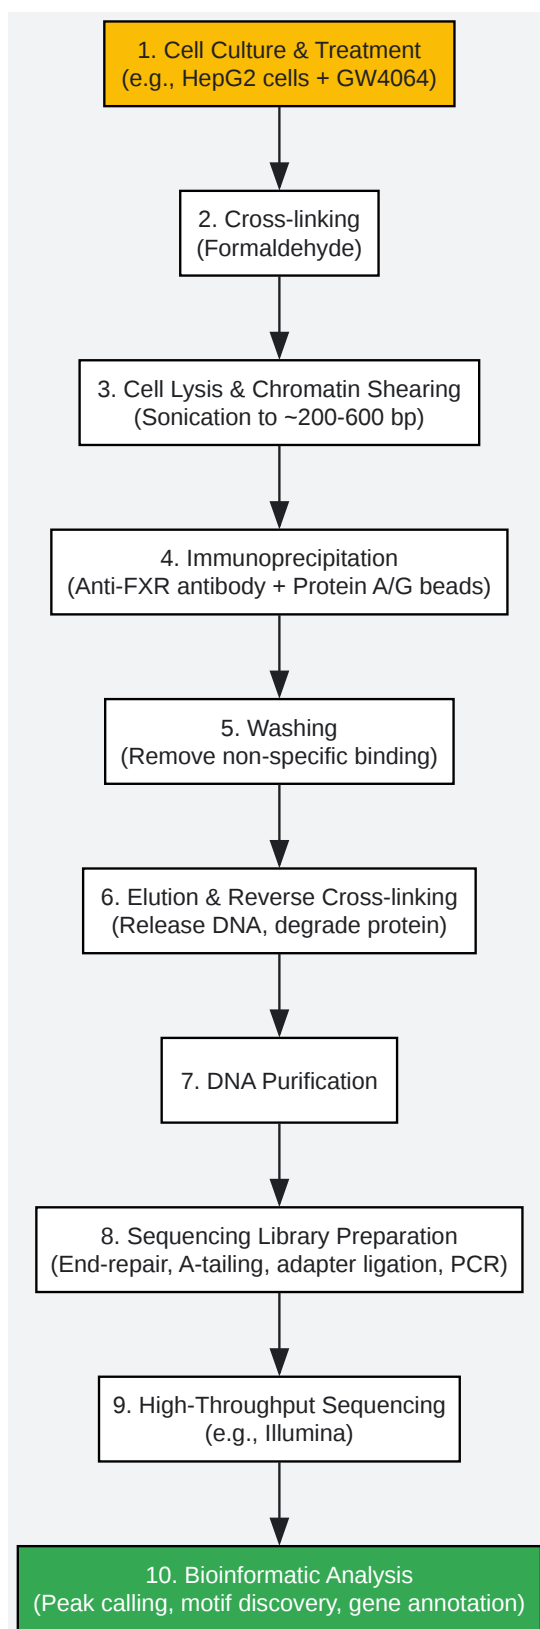 1. Cell Culture & Treatment
(e.g., HepG2 cells + GW4064)
2. Cross-linking
(Formaldehyde)
3. Cell Lysis & Chromatin Shearing
(Sonication to ~200-600 bp)
4. Immunoprecipitation
(Anti-FXR antibody + Protein A/G beads)
5. Washing
(Remove non-specific binding)
6. Elution & Reverse Cross-linking
(Release DNA, degrade protein)
7. DNA Purification
8. Sequencing Library Preparation
(End-repair, A-tailing, adapter ligation, PCR)
9. High-Throughput Sequencing
(e.g., Illumina)
10. Bioinformatic Analysis
(Peak calling, motif discovery, gene annotation)